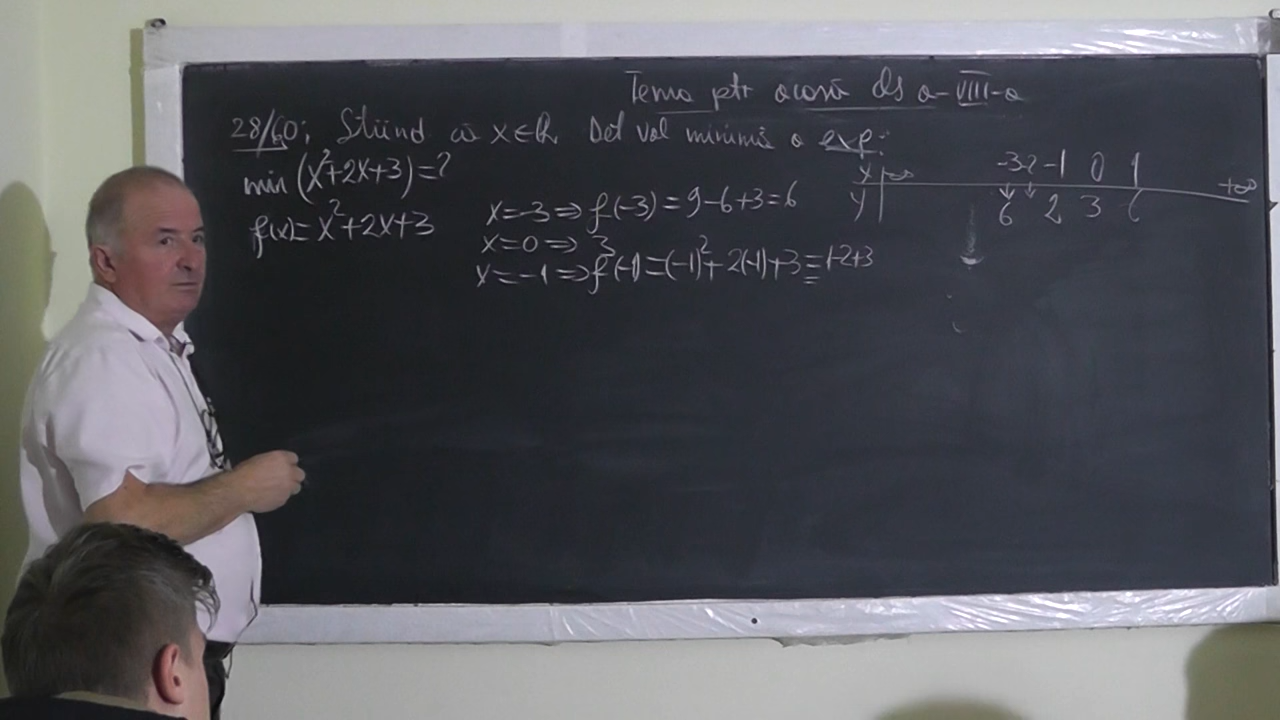 Tema ptr acasă cls a-VIII-a
28/60; Știind că x∈ℝ. Det val minimă a exp:
min (x²+2x+3)=?
f(x)=x²+2x+3
x=-3 ⇒ f(-3)=9-6+3=6
x=0 ⇒ 3
x=-1 ⇒ f(-1)=(-1)²+2(-1)+3=1-2+3
x | -∞ -3 -2 -1 0 1 +∞
y | 6 2 3 6